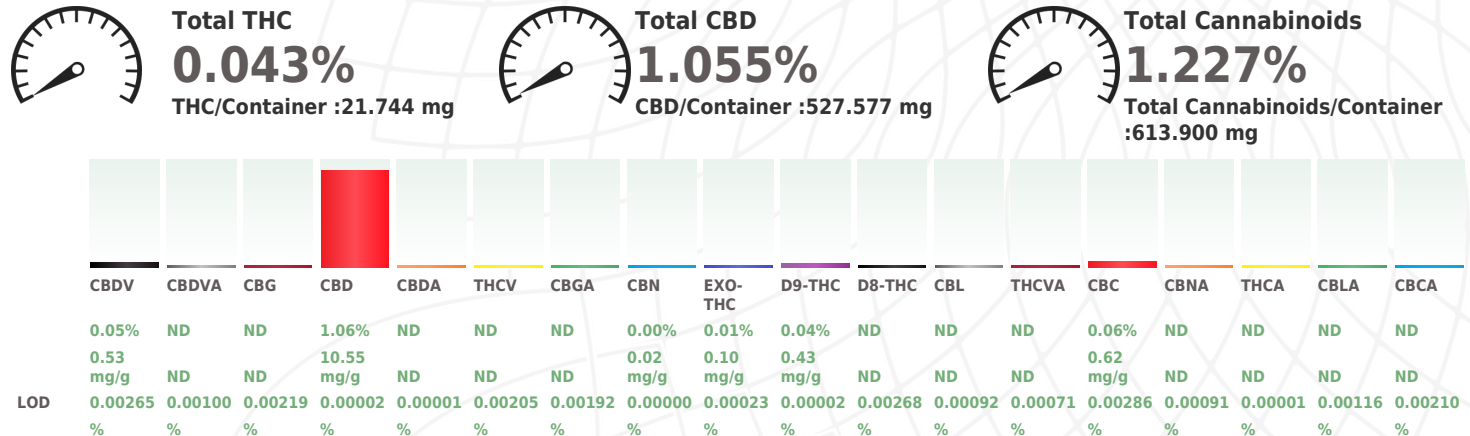 Total THC
0.043%
THC/Container :21.744 mg
Total CBD
1.055%
CBD/Container :527.577 mg
Total Cannabinoids
1.227%
Total Cannabinoids/Container
:613.900 mg
CBDV CBDVA CBG CBD CBDA THCV CBGA CBN EXO- D9-THC D8-THC CBL THCVA CBC CBNA THCA CBLA CBCA
THC
0.05% ND ND 1.06% ND ND ND 0.00% 0.01% 0.04% ND ND ND 0.06% ND ND ND ND
0.53 10.55 0.02 0.10 0.43 0.62
mg/g ND ND mg/g ND ND ND mg/g mg/g mg/g ND ND ND mg/g ND ND ND ND
LOD 0.00265 0.00100 0.00219 0.00002 0.00001 0.00205 0.00192 0.00000 0.00023 0.00002 0.00268 0.00092 0.00071 0.00286 0.00091 0.00001 0.00116 0.00210
% % % % % % % % % % % % % % % % % %